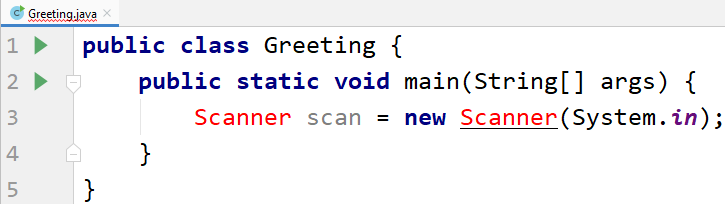 Greeting.java
1 public class Greeting {
2 public static void main(String[] args) {
3 Scanner scan = new Scanner(System.in);
4 }
5 }